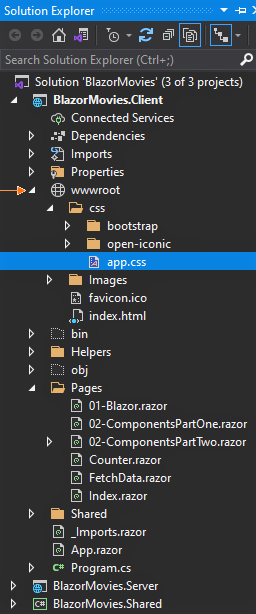 Solution Explorer
Search Solution Explorer (Ctrl+;)
Solution 'BlazorMovies' (3 of 3 projects)
BlazorMovies.Client
Connected Services
Dependencies
Imports
Properties
wwwroot
css
bootstrap
open-iconic
app.css
Images
favicon.ico
index.html
bin
Helpers
obj
Pages
01-Blazor.razor
02-ComponentsPartOne.razor
02-ComponentsPartTwo.razor
Counter.razor
FetchData.razor
Index.razor
Shared
_Imports.razor
App.razor
C# Program.cs
BlazorMovies.Server
C# BlazorMovies.Shared